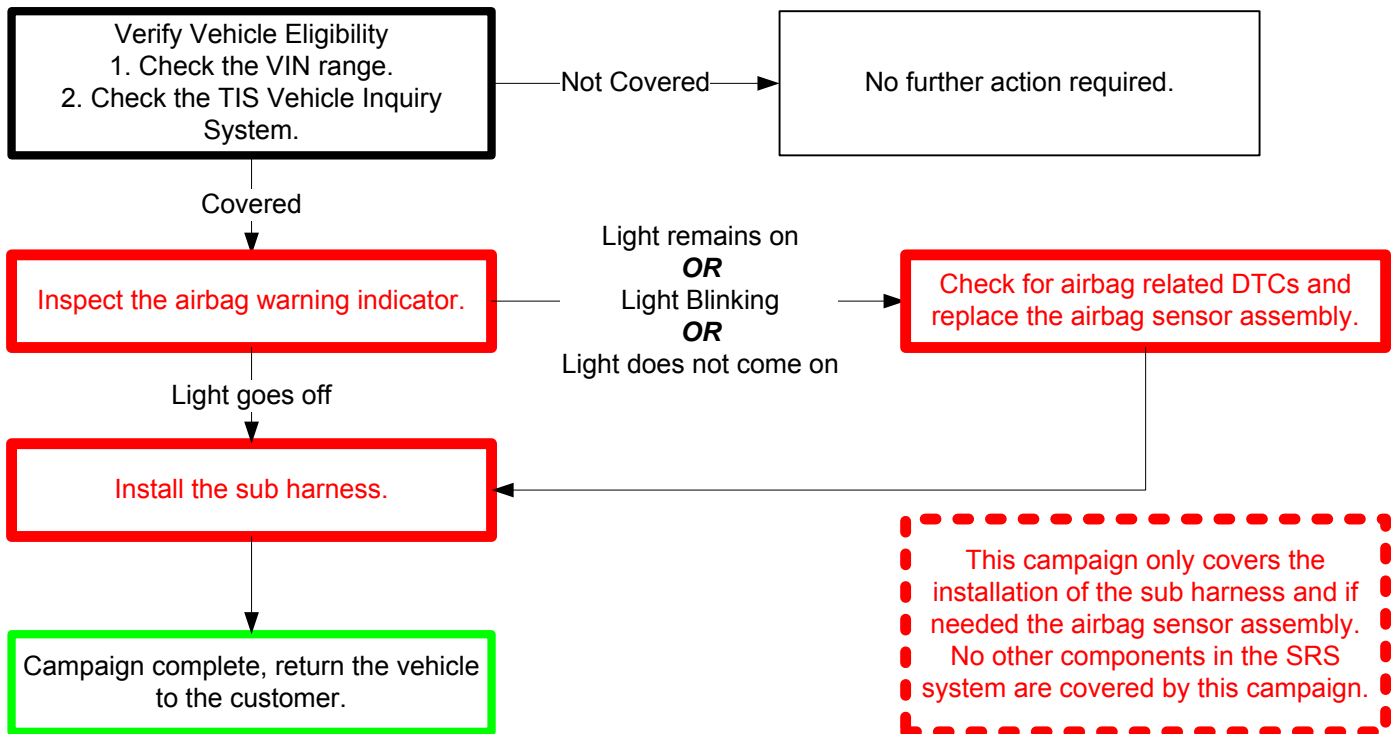 Verify Vehicle Eligibility
1. Check the VIN range.
2. Check the TIS Vehicle Inquiry
System.
Not Covered
No further action required.
Covered
Inspect the airbag warning indicator.
Light remains on
OR
Light Blinking
OR
Light does not come on
Check for airbag related DTCs and
replace the airbag sensor assembly.
Light goes off
Install the sub harness.
This campaign only covers the
installation of the sub harness and if
needed the airbag sensor assembly.
No other components in the SRS
system are covered by this campaign.
Campaign complete, return the vehicle
to the customer.